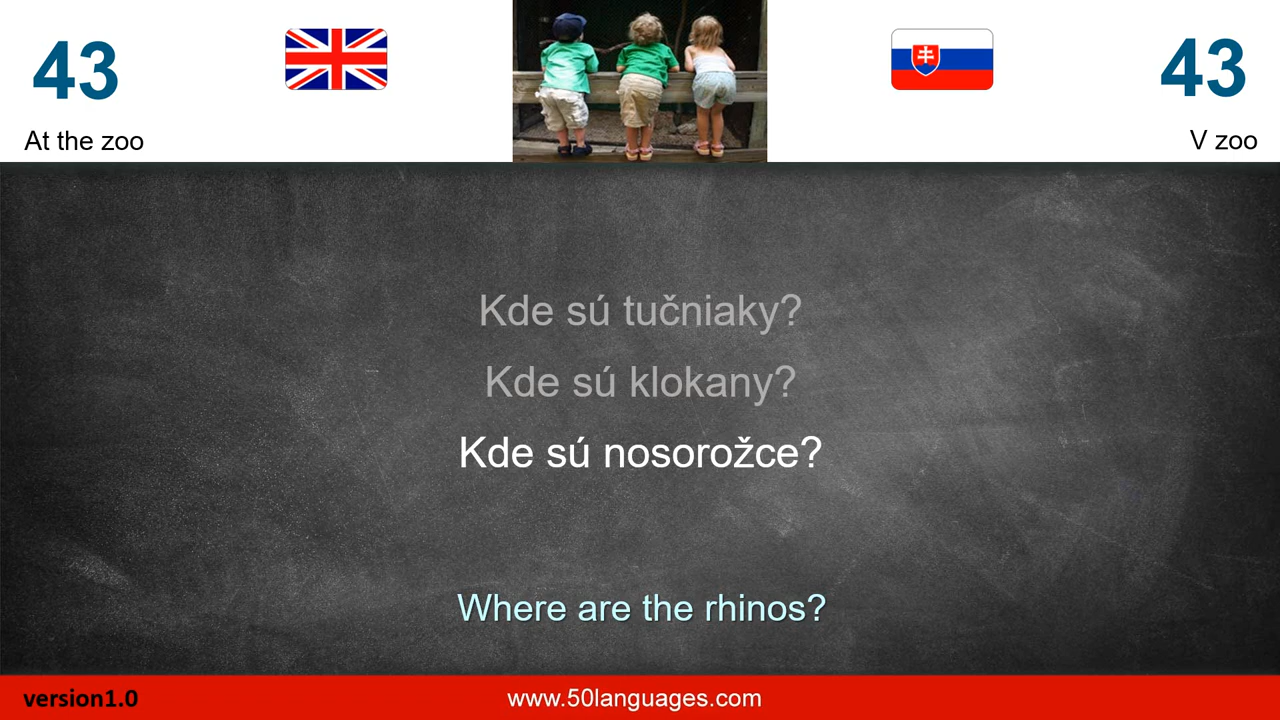 43
43
At the zoo
V zoo
Kde sú tučniaky?
Kde sú klokany?
Kde sú nosorožce?
Where are the rhinos?
version1.0
www.50languages.com